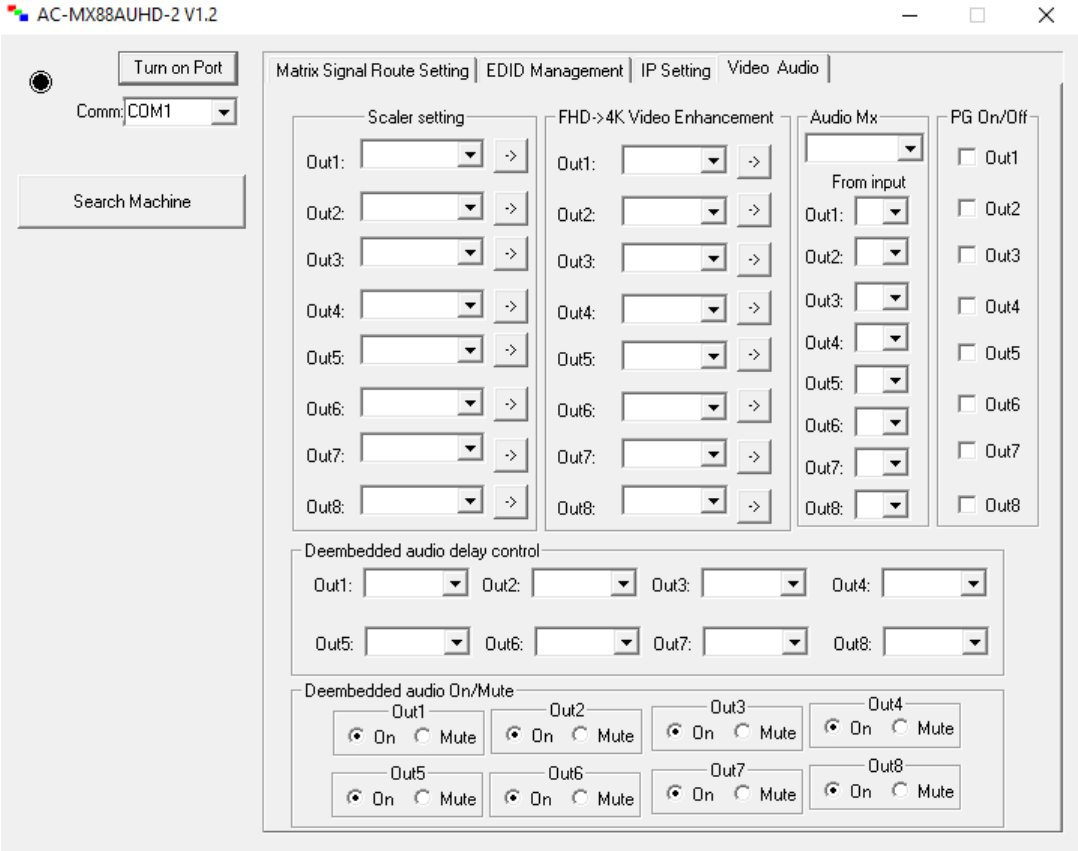 AC-MX88AUHD-2 V1.2
Turn on Port
Comm: COM1
Search Machine
Matrix Signal Route Setting EDID Management IP Setting Video Audio
Scaler setting
Out1: ->
Out2: ->
Out3: ->
Out4: ->
Out5: ->
Out6: ->
Out7: ->
Out8: ->
FHD->4K Video Enhancement
Out1: ->
Out2: ->
Out3: ->
Out4: ->
Out5: ->
Out6: ->
Out7: ->
Out8: ->
Audio Mx
From input
Out1:
Out2:
Out3:
Out4:
Out5:
Out6:
Out7:
Out8:
PG On/Off
Out1
Out2
Out3
Out4
Out5
Out6
Out7
Out8
Deembedded audio delay control
Out1: Out2: Out3: Out4:
Out5: Out6: Out7: Out8:
Deembedded audio On/Mute
Out1 Out2 Out3 Out4
On Mute On Mute On Mute On Mute
Out5 Out6 Out7 Out8
On Mute On Mute On Mute On Mute